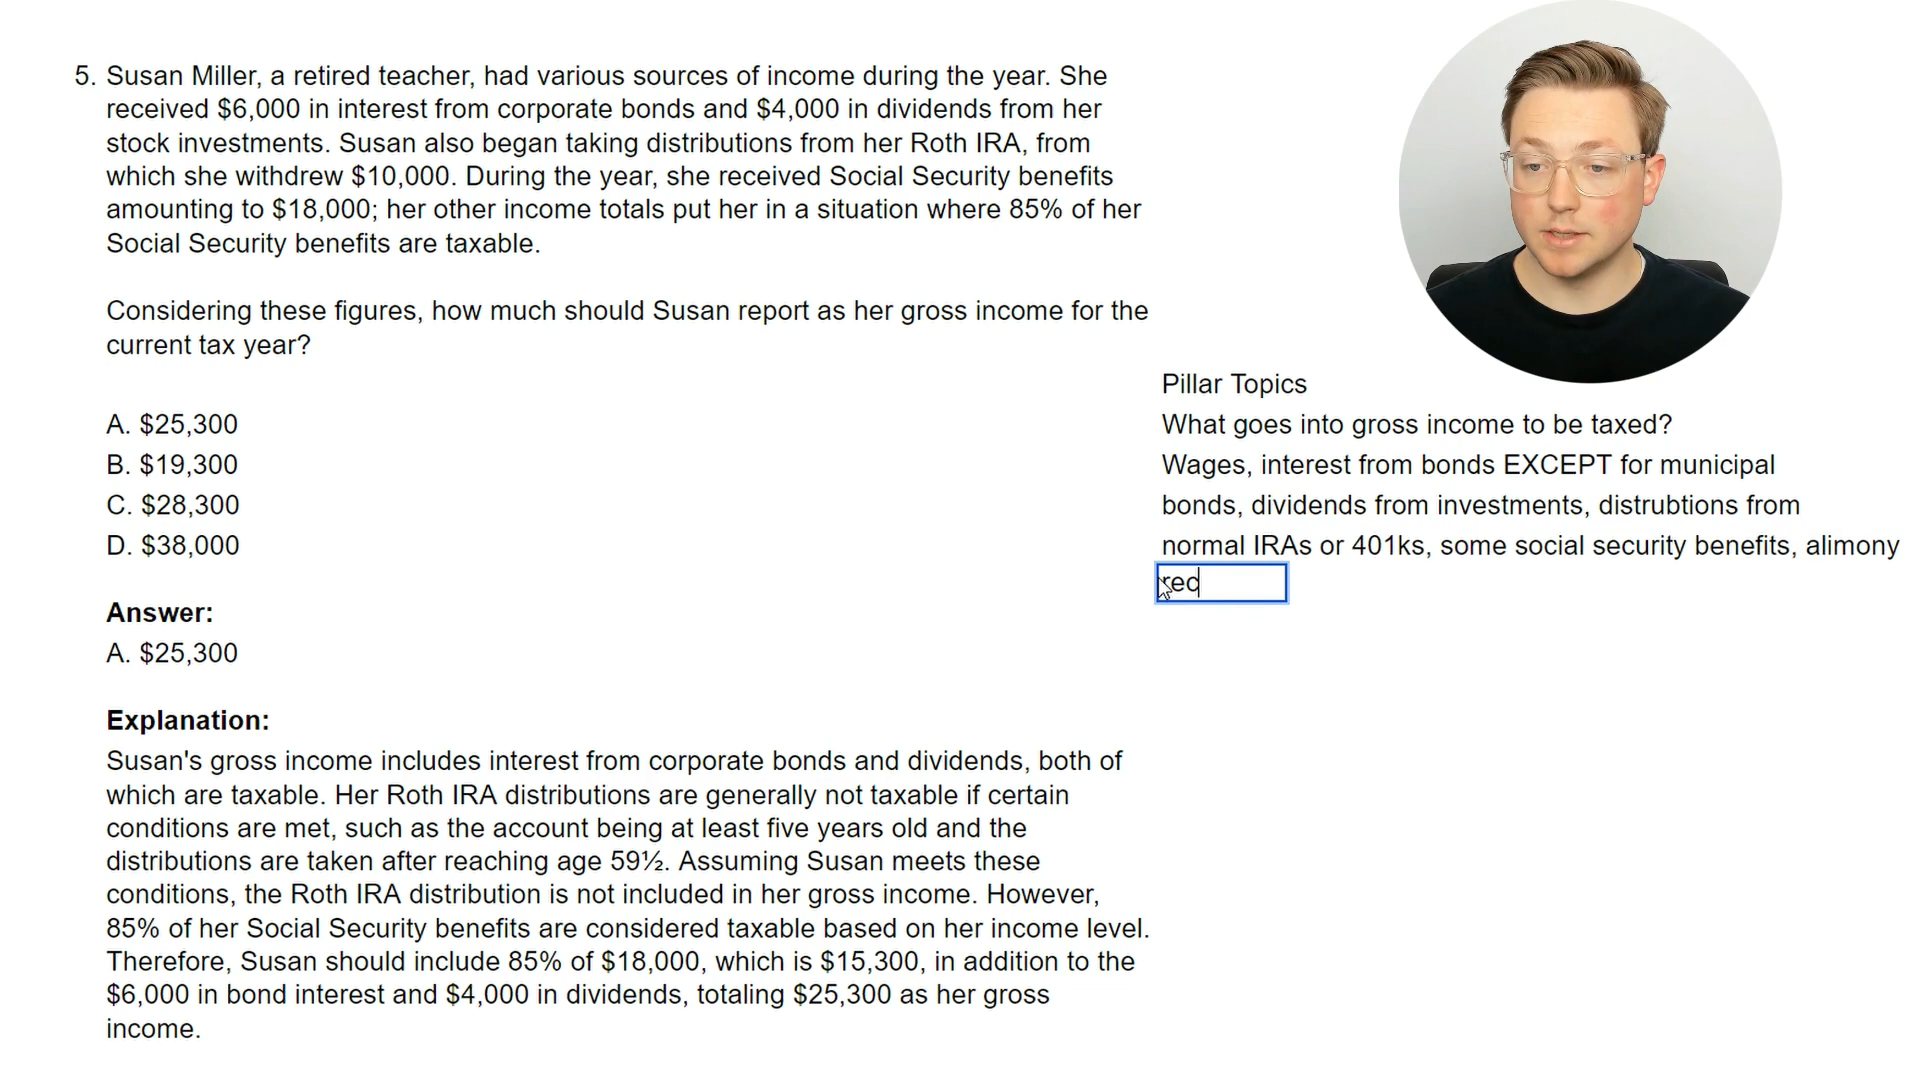 5. Susan Miller, a retired teacher, had various sources of income during the year. She
received $6,000 in interest from corporate bonds and $4,000 in dividends from her
stock investments. Susan also began taking distributions from her Roth IRA, from
which she withdrew $10,000. During the year, she received Social Security benefits
amounting to $18,000; her other income totals put her in a situation where 85% of her
Social Security benefits are taxable.
Considering these figures, how much should Susan report as her gross income for the
current tax year?
A. $25,300
B. $19,300
C. $28,300
D. $38,000
Answer:
A. $25,300
Explanation:
Susan's gross income includes interest from corporate bonds and dividends, both of
which are taxable. Her Roth IRA distributions are generally not taxable if certain
conditions are met, such as the account being at least five years old and the
distributions are taken after reaching age 59½. Assuming Susan meets these
conditions, the Roth IRA distribution is not included in her gross income. However,
85% of her Social Security benefits are considered taxable based on her income level.
Therefore, Susan should include 85% of $18,000, which is $15,300, in addition to the
$6,000 in bond interest and $4,000 in dividends, totaling $25,300 as her gross
income.
Pillar Topics
What goes into gross income to be taxed?
Wages, interest from bonds EXCEPT for municipal
bonds, dividends from investments, distrubtions from
normal IRAs or 401ks, some social security benefits, alimony
rec